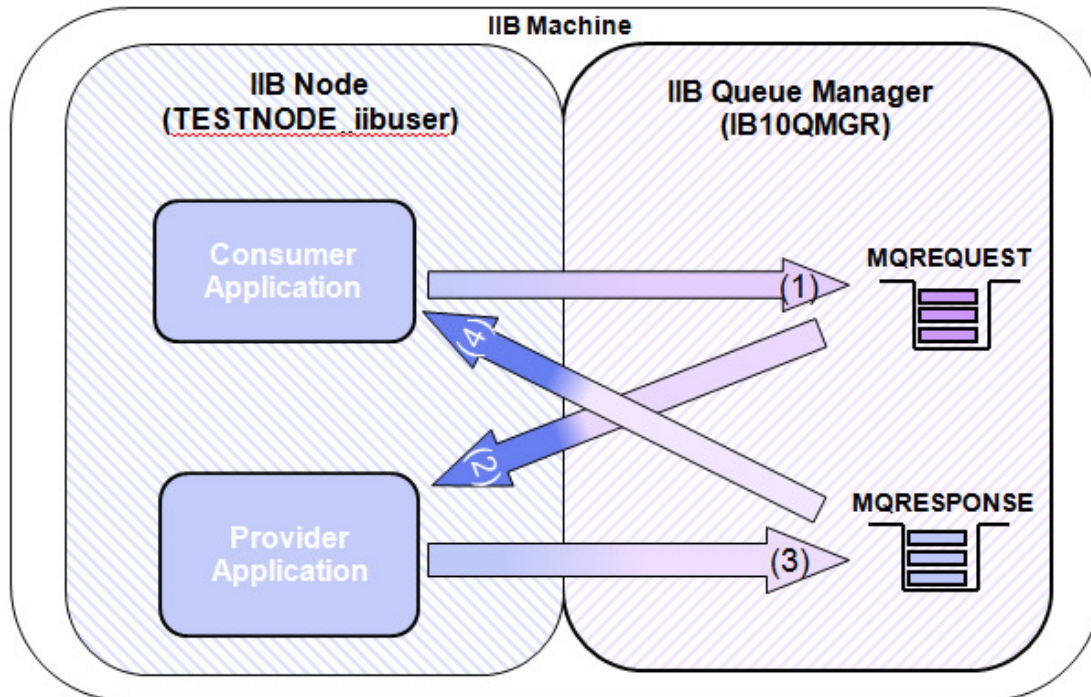 IIB Machine
IIB Node
(TESTNODE_iibuser)
IIB Queue Manager
(IB10QMGR)
Consumer
Application
(1)
MQREQUEST
(4)
(2)
Provider
Application
(3)
MQRESPONSE